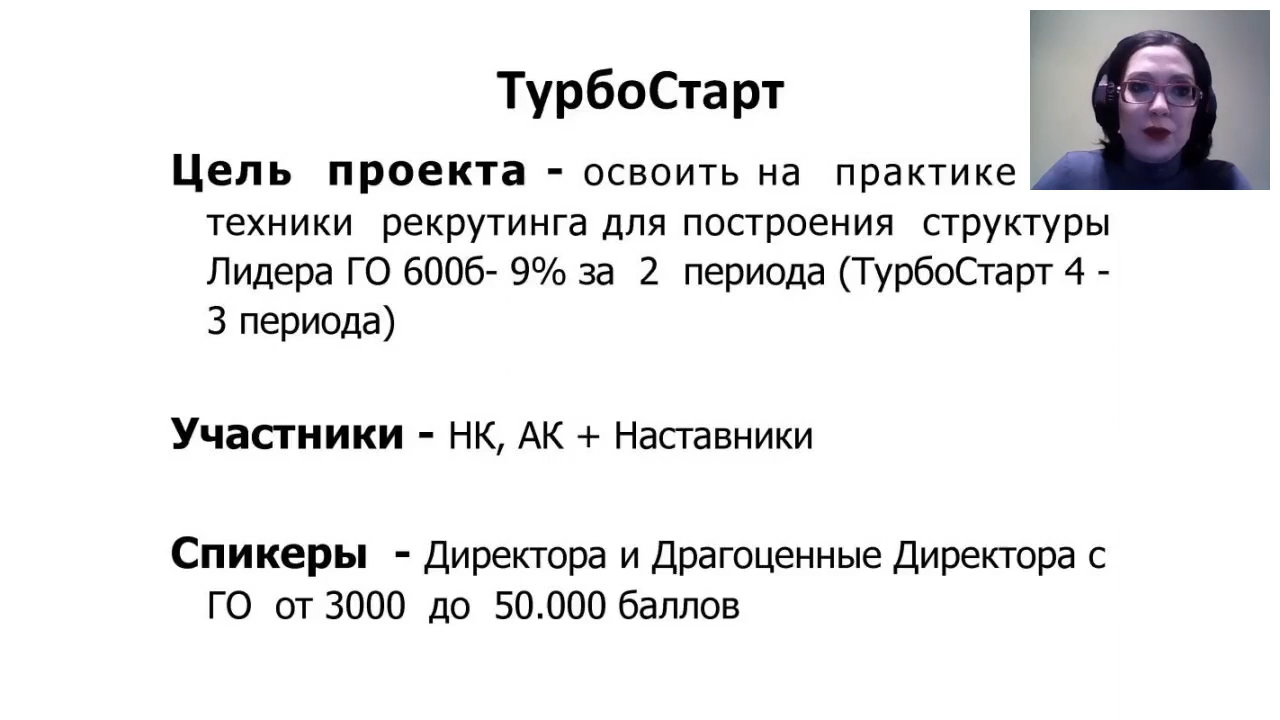 ТурбоСтарт
Цель проекта - освоить на практике
техники рекрутинга для построения структуры
Лидера ГО 600б- 9% за 2 периода (ТурбоСтарт 4 -
3 периода)
Участники - НК, АК + Наставники
Спикеры - Директора и Драгоценные Директора с
ГО от 3000 до 50.000 баллов